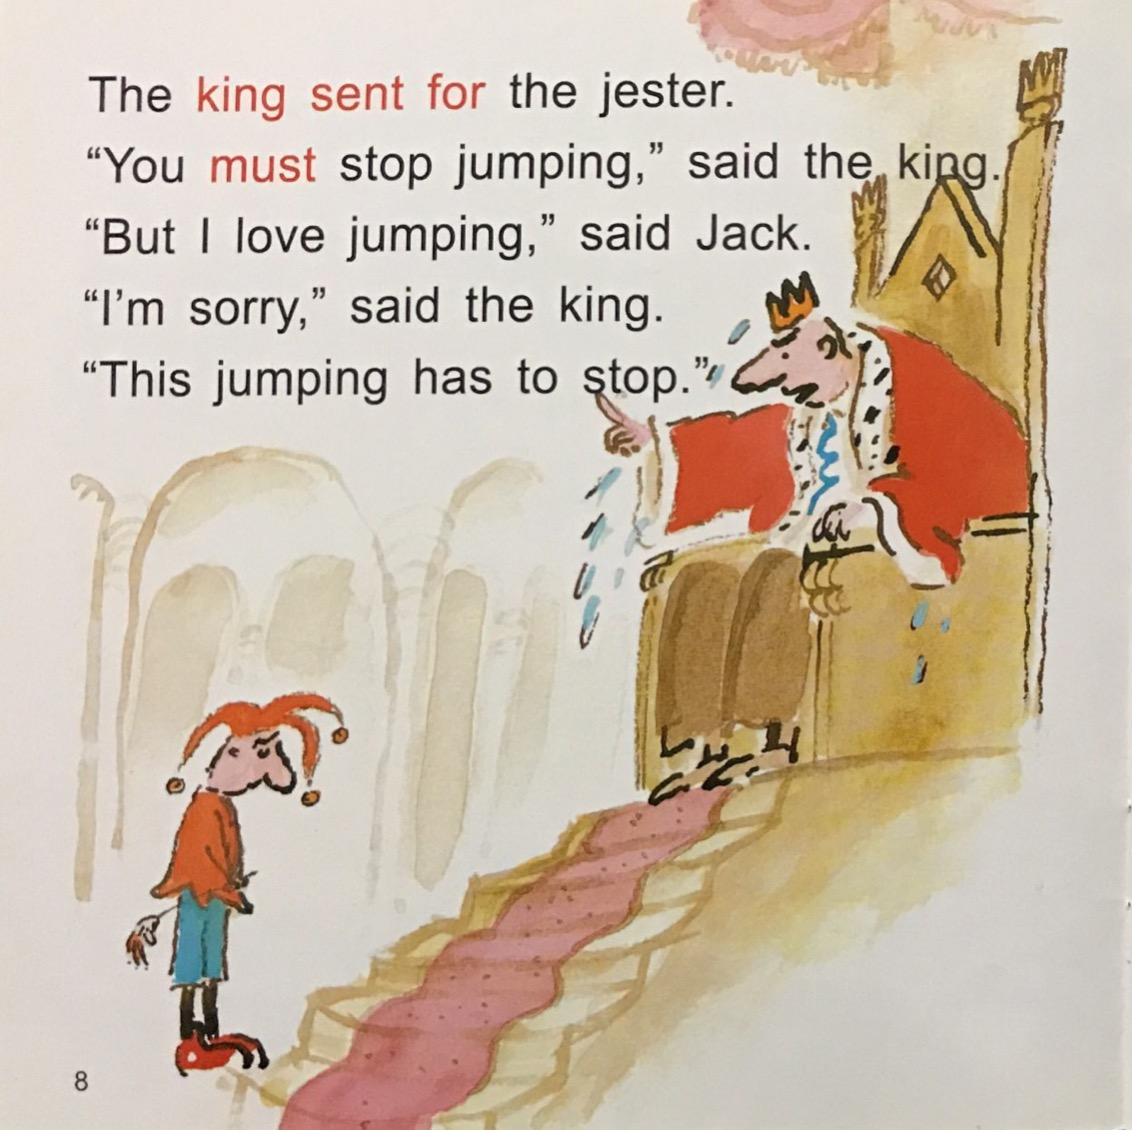 The king sent for the jester.
“You must stop jumping,” said the king.
“But I love jumping,” said Jack.
“I’m sorry,” said the king.
“This jumping has to stop.”
8